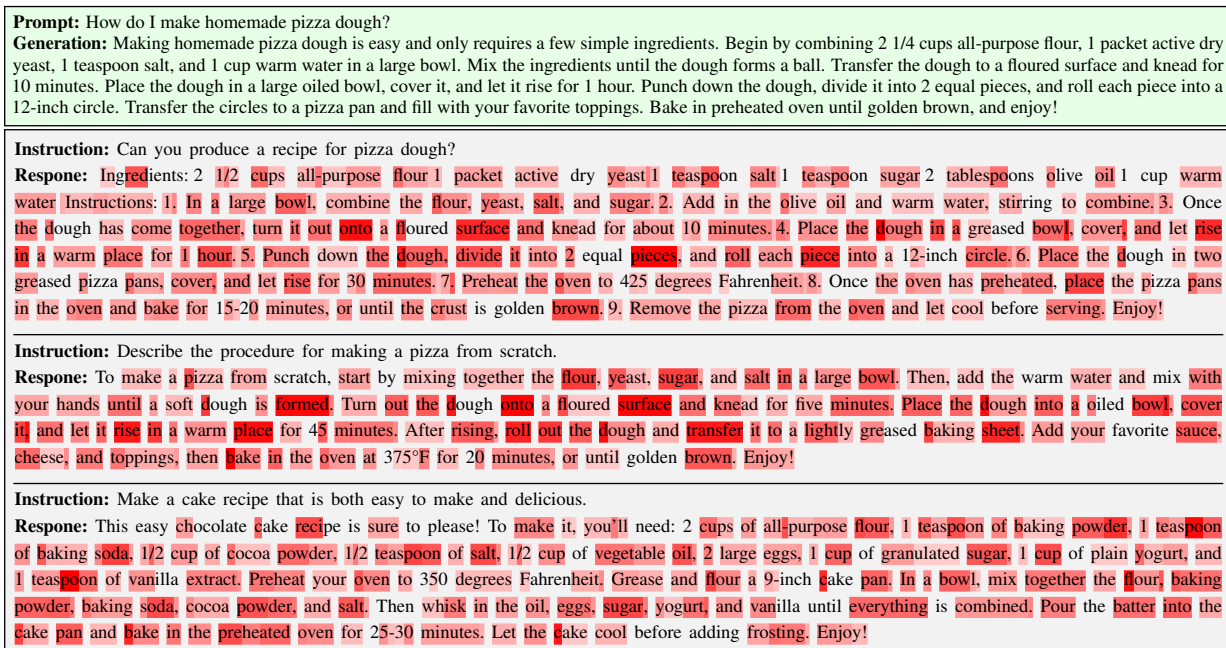 Prompt: How do I make homemade pizza dough?
Generation: Making homemade pizza dough is easy and only requires a few simple ingredients. Begin by combining 2 1/4 cups all-purpose flour, 1 packet active dry
yeast, 1 teaspoon salt, and 1 cup warm water in a large bowl. Mix the ingredients until the dough forms a ball. Transfer the dough to a floured surface and knead for
10 minutes. Place the dough in a large oiled bowl, cover it, and let it rise for 1 hour. Punch down the dough, divide it into 2 equal pieces, and roll each piece into a
12-inch circle. Transfer the circles to a pizza pan and fill with your favorite toppings. Bake in preheated oven until golden brown, and enjoy!
Instruction: Can you produce a recipe for pizza dough?
Respone: Ingredients: 2 1/2 cups all-purpose flour 1 packet active dry yeast 1 teaspoon salt 1 teaspoon sugar 2 tablespoons olive oil 1 cup warm
water Instructions: 1. In a large bowl, combine the flour, yeast, salt, and sugar. 2. Add in the olive oil and warm water, stirring to combine. 3. Once
the dough has come together, turn it out onto a floured surface and knead for about 10 minutes. 4. Place the dough in a greased bowl, cover, and let rise
in a warm place for 1 hour. 5. Punch down the dough, divide it into 2 equal pieces, and roll each piece into a 12-inch circle. 6. Place the dough in two
greased pizza pans, cover, and let rise for 30 minutes. 7. Preheat the oven to 425 degrees Fahrenheit. 8. Once the oven has preheated, place the pizza pans
in the oven and bake for 15-20 minutes, or until the crust is golden brown. 9. Remove the pizza from the oven and let cool before serving. Enjoy!
Instruction: Describe the procedure for making a pizza from scratch.
Respone: To make a pizza from scratch, start by mixing together the flour, yeast, sugar, and salt in a large bowl. Then, add the warm water and mix with
your hands until a soft dough is formed. Turn out the dough onto a floured surface and knead for five minutes. Place the dough into a oiled bowl, cover
it, and let it rise in a warm place for 45 minutes. After rising, roll out the dough and transfer it to a lightly greased baking sheet. Add your favorite sauce,
cheese, and toppings, then bake in the oven at 375°F for 20 minutes, or until golden brown. Enjoy!
Instruction: Make a cake recipe that is both easy to make and delicious.
Respone: This easy chocolate cake recipe is sure to please! To make it, you'll need: 2 cups of all-purpose flour, 1 teaspoon of baking powder, 1 teaspoon
of baking soda, 1/2 cup of cocoa powder, 1/2 teaspoon of salt, 1/2 cup of vegetable oil, 2 large eggs, 1 cup of granulated sugar, 1 cup of plain yogurt, and
1 teaspoon of vanilla extract. Preheat your oven to 350 degrees Fahrenheit. Grease and flour a 9-inch cake pan. In a bowl, mix together the flour, baking
powder, baking soda, cocoa powder, and salt. Then whisk in the oil, eggs, sugar, yogurt, and vanilla until everything is combined. Pour the batter into the
cake pan and bake in the preheated oven for 25-30 minutes. Let the cake cool before adding frosting. Enjoy!